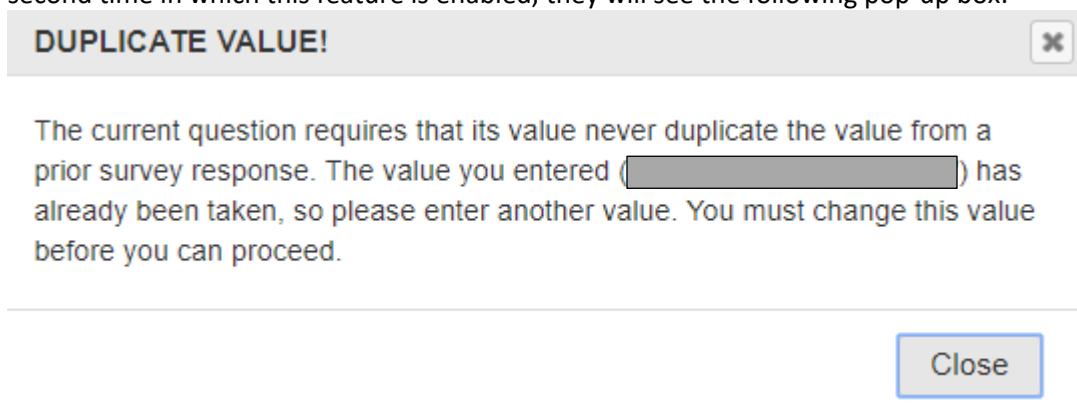 second time in which this feature is enabled, they will see the following pop-up box:
DUPLICATE VALUE!
The current question requires that its value never duplicate the value from a
prior survey response. The value you entered ( ) has
already been taken, so please enter another value. You must change this value
before you can proceed.
Close